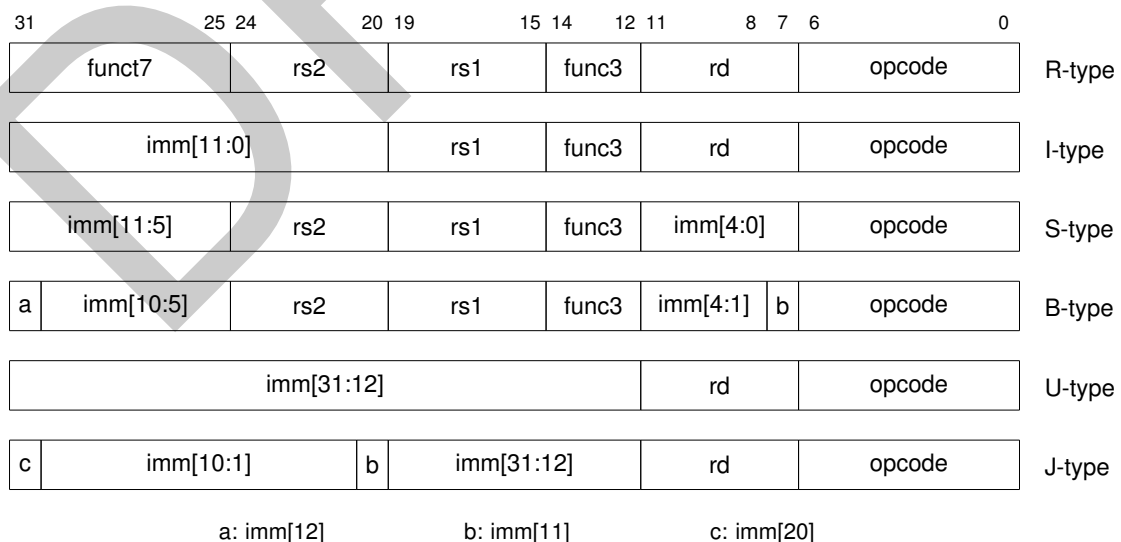 31 25 24 20 19 15 14 12 11 8 7 6 0
funct7 rs2 rs1 func3 rd opcode R-type
imm[11:0] rs1 func3 rd opcode I-type
imm[11:5] rs2 rs1 func3 imm[4:0] opcode S-type
a imm[10:5] rs2 rs1 func3 imm[4:1] b opcode B-type
imm[31:12] rd opcode U-type
c imm[10:1] b imm[31:12] rd opcode J-type
a: imm[12] b: imm[11] c: imm[20]